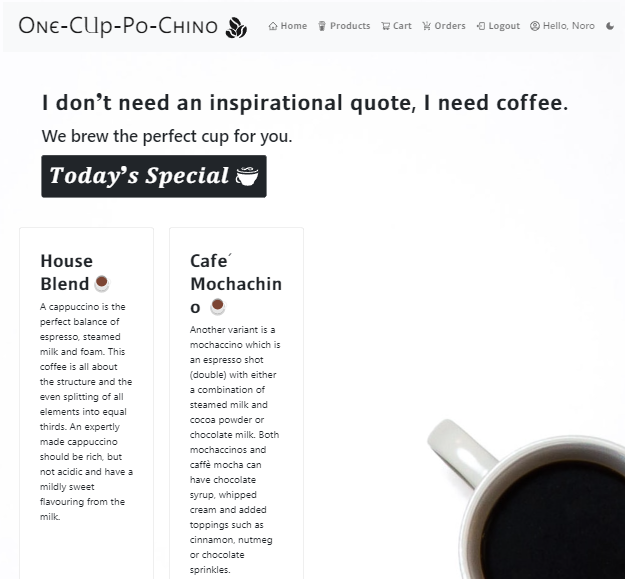 One-Cup-Po-Chino
Home Products Cart Orders Logout Hello, Noro
I don't need an inspirational quote, I need coffee.
We brew the perfect cup for you.
Today's Special
House
Blend
A cappuccino is the
perfect balance of
espresso, steamed
milk and foam. This
coffee is all about
the structure and the
even splitting of all
elements into equal
thirds. An expertly
made cappuccino
should be rich, but
not acidic and have a
mildly sweet
flavouring from the
milk.
Cafe´
Mochachin
o
Another variant is a
mochaccino which is
an espresso shot
(double) with either
a combination of
steamed milk and
cocoa powder or
chocolate milk. Both
mochaccinos and
caffè mocha can
have chocolate
syrup, whipped
cream and added
toppings such as
cinnamon, nutmeg
or chocolate
sprinkles.